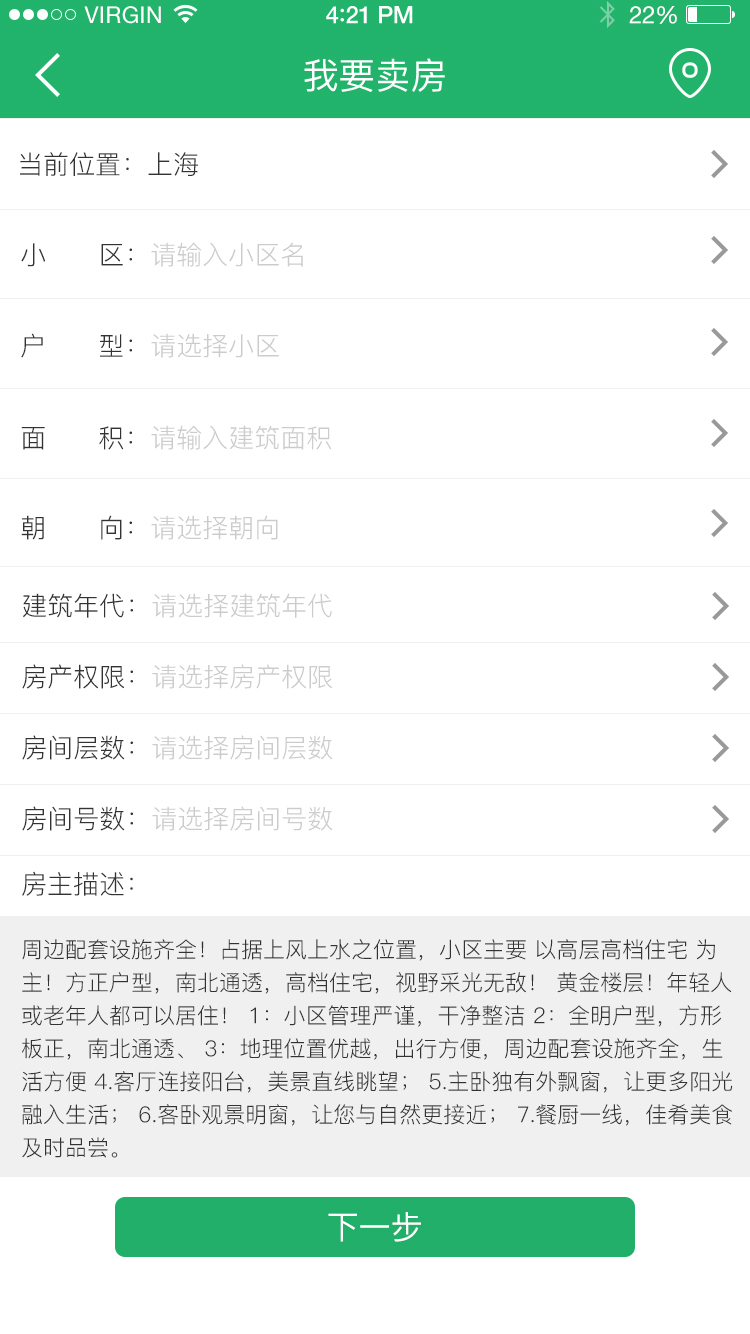 VIRGIN 4:21 PM 22%
我要卖房
当前位置：上海
小 区：请输入小区名
户 型：请选择小区
面 积：请输入建筑面积
朝 向：请选择朝向
建筑年代：请选择建筑年代
房产权限：请选择房产权限
房间层数：请选择房间层数
房间号数：请选择房间号数
房主描述：
周边配套设施齐全！占据上风上水之位置，小区主要 以高层高档住宅 为
主！方正户型，南北通透，高档住宅，视野采光无敌！ 黄金楼层！年轻人
或老年人都可以居住！ 1：小区管理严谨，干净整洁 2：全明户型，方形
板正，南北通透、 3：地理位置优越，出行方便，周边配套设施齐全，生
活方便 4.客厅连接阳台，美景直线眺望； 5.主卧独有外飘窗，让更多阳光
融入生活； 6.客卧观景明窗，让您与自然更接近； 7.餐厨一线，佳肴美食
及时品尝。
下一步